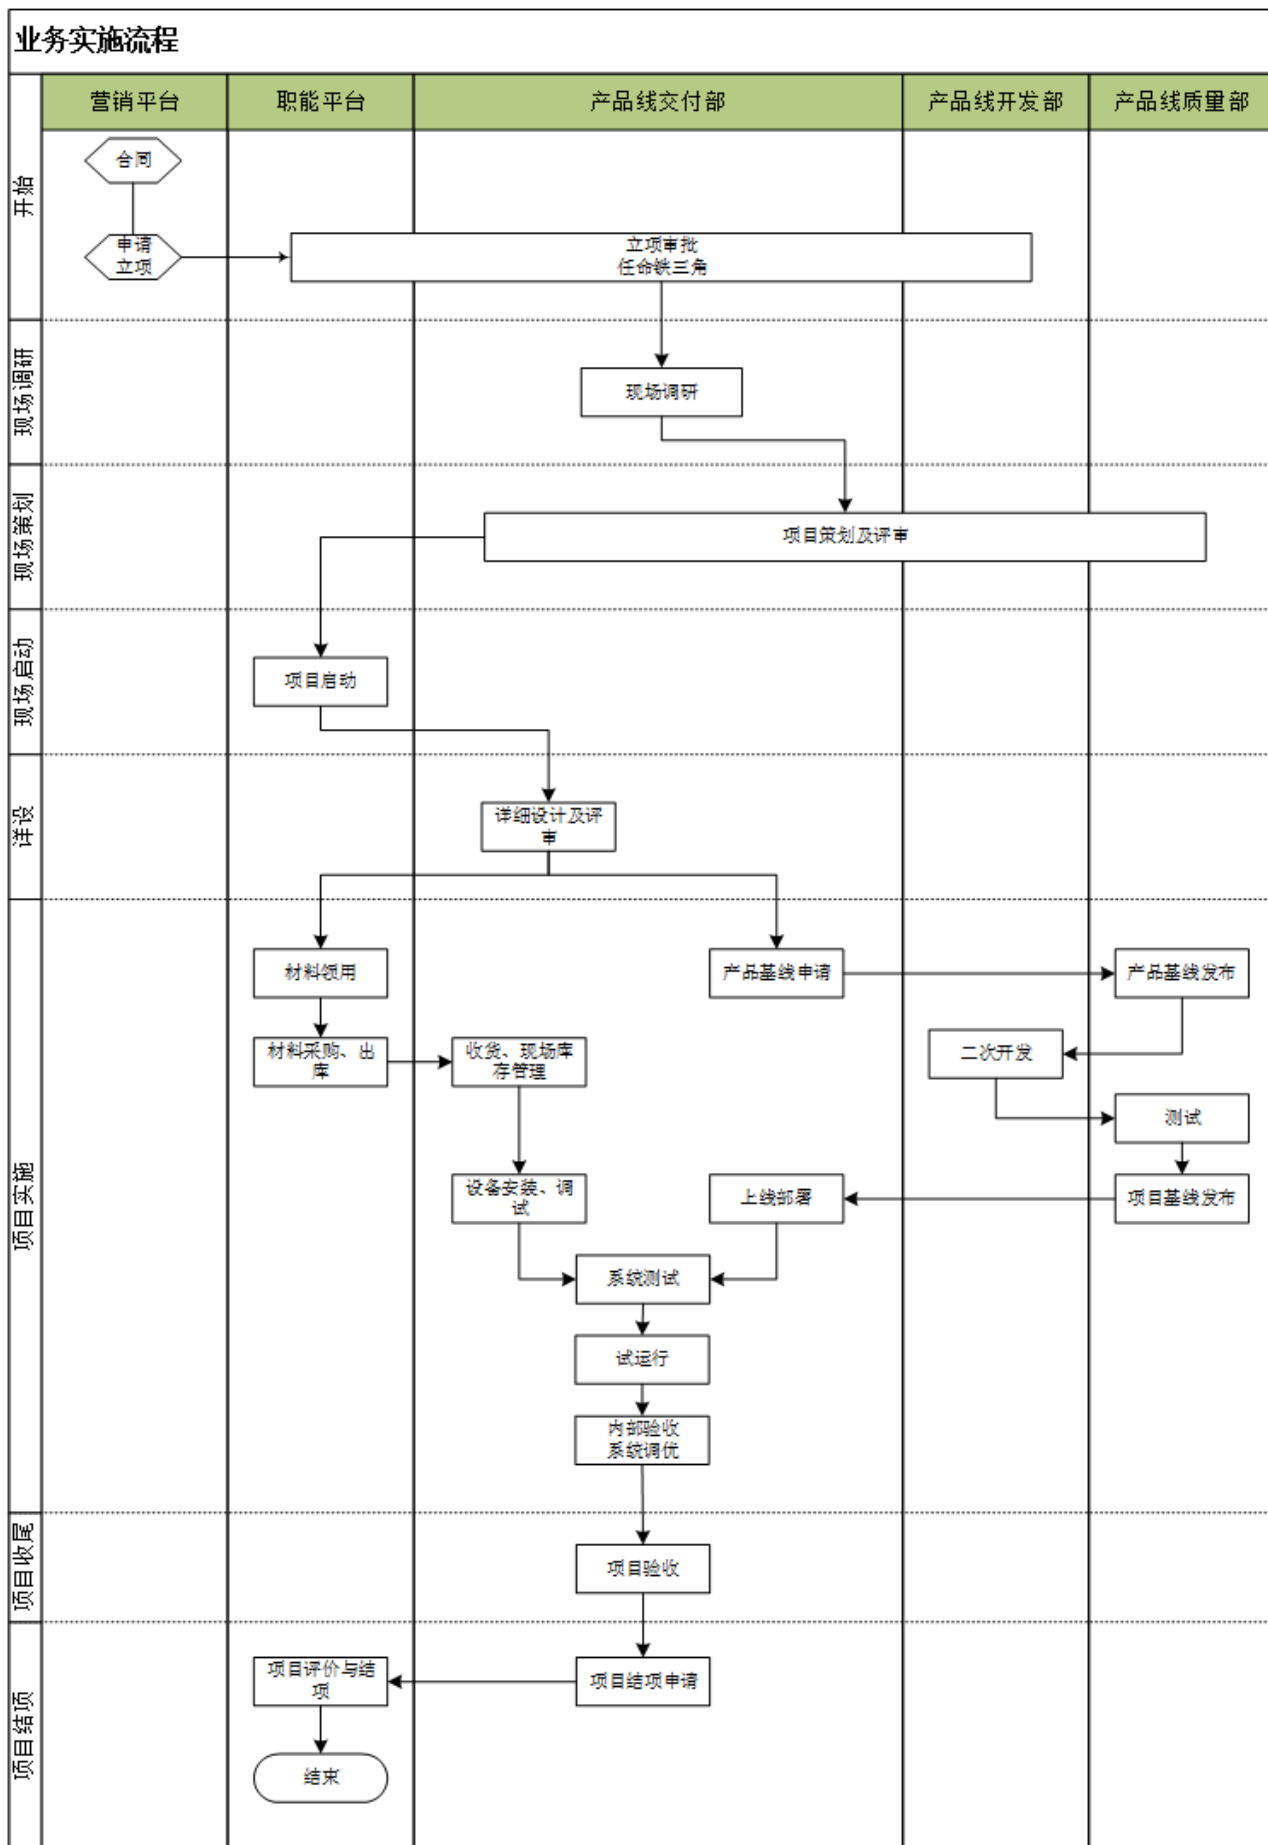 业务实施流程
营销平台
职能平台
产品线交付部
产品线开发部
产品线质量部
开始
合同
申请
立项
立项审批
任命铁三角
现场调研
现场调研
现场策划
项目策划及评审
现场启动
项目启动
详设
详细设计及评
审
项目实施
材料领用
产品基线申请
产品基线发布
材料采购、出
库
收货、现场库
存管理
二次开发
测试
设备安装、调
试
上线部署
项目基线发布
系统测试
试运行
内部验收
系统调优
项目收尾
项目验收
项目结项
项目评价与结
项
项目结项申请
结束